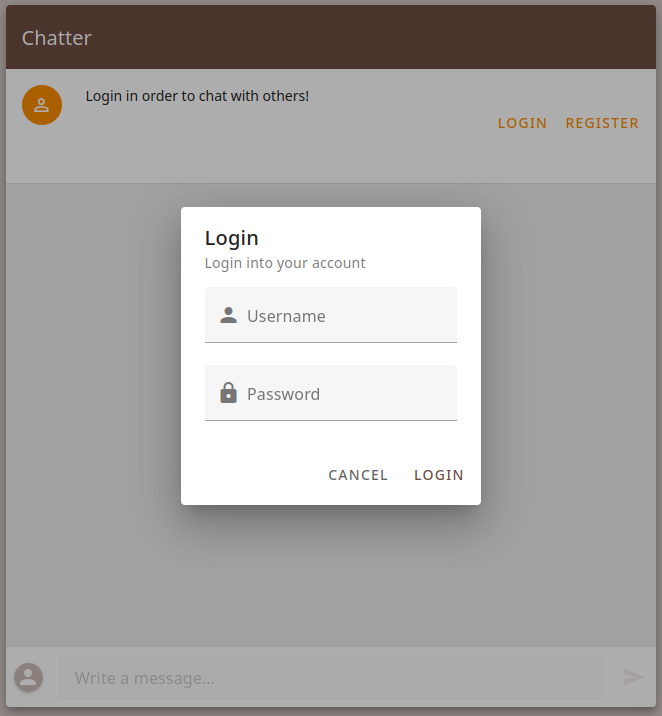 Chatter
Login in order to chat with others!
LOGIN REGISTER
Login
Login into your account
Username
Password
CANCEL LOGIN
Write a message...